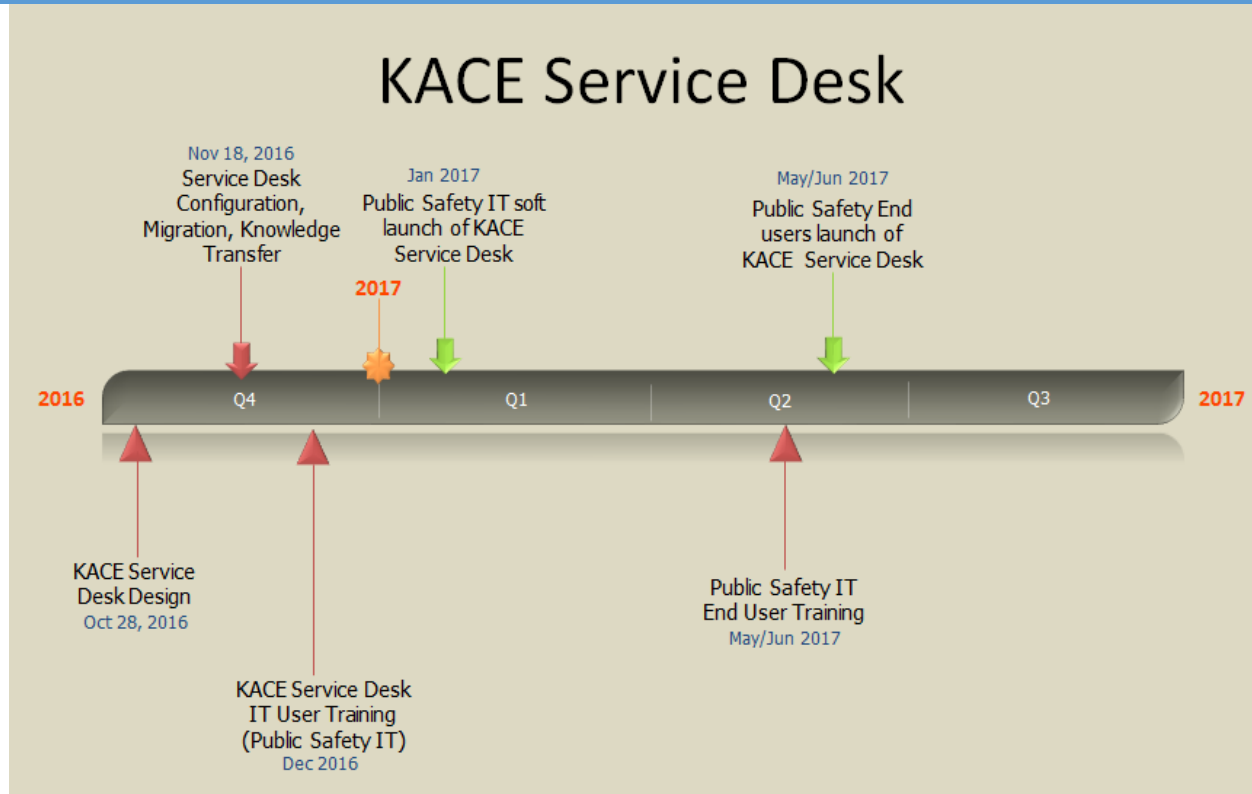 KACE Service Desk
Nov 18, 2016
Service Desk
Configuration,
Migration, Knowledge
Transfer
Jan 2017
Public Safety IT soft
launch of KACE
Service Desk
May/Jun 2017
Public Safety End
users launch of
KACE Service Desk
2017
2016
Q4
Q1
Q2
Q3
2017
KACE Service
Desk Design
Oct 28, 2016
KACE Service Desk
IT User Training
(Public Safety IT)
Dec 2016
Public Safety IT
End User Training
May/Jun 2017